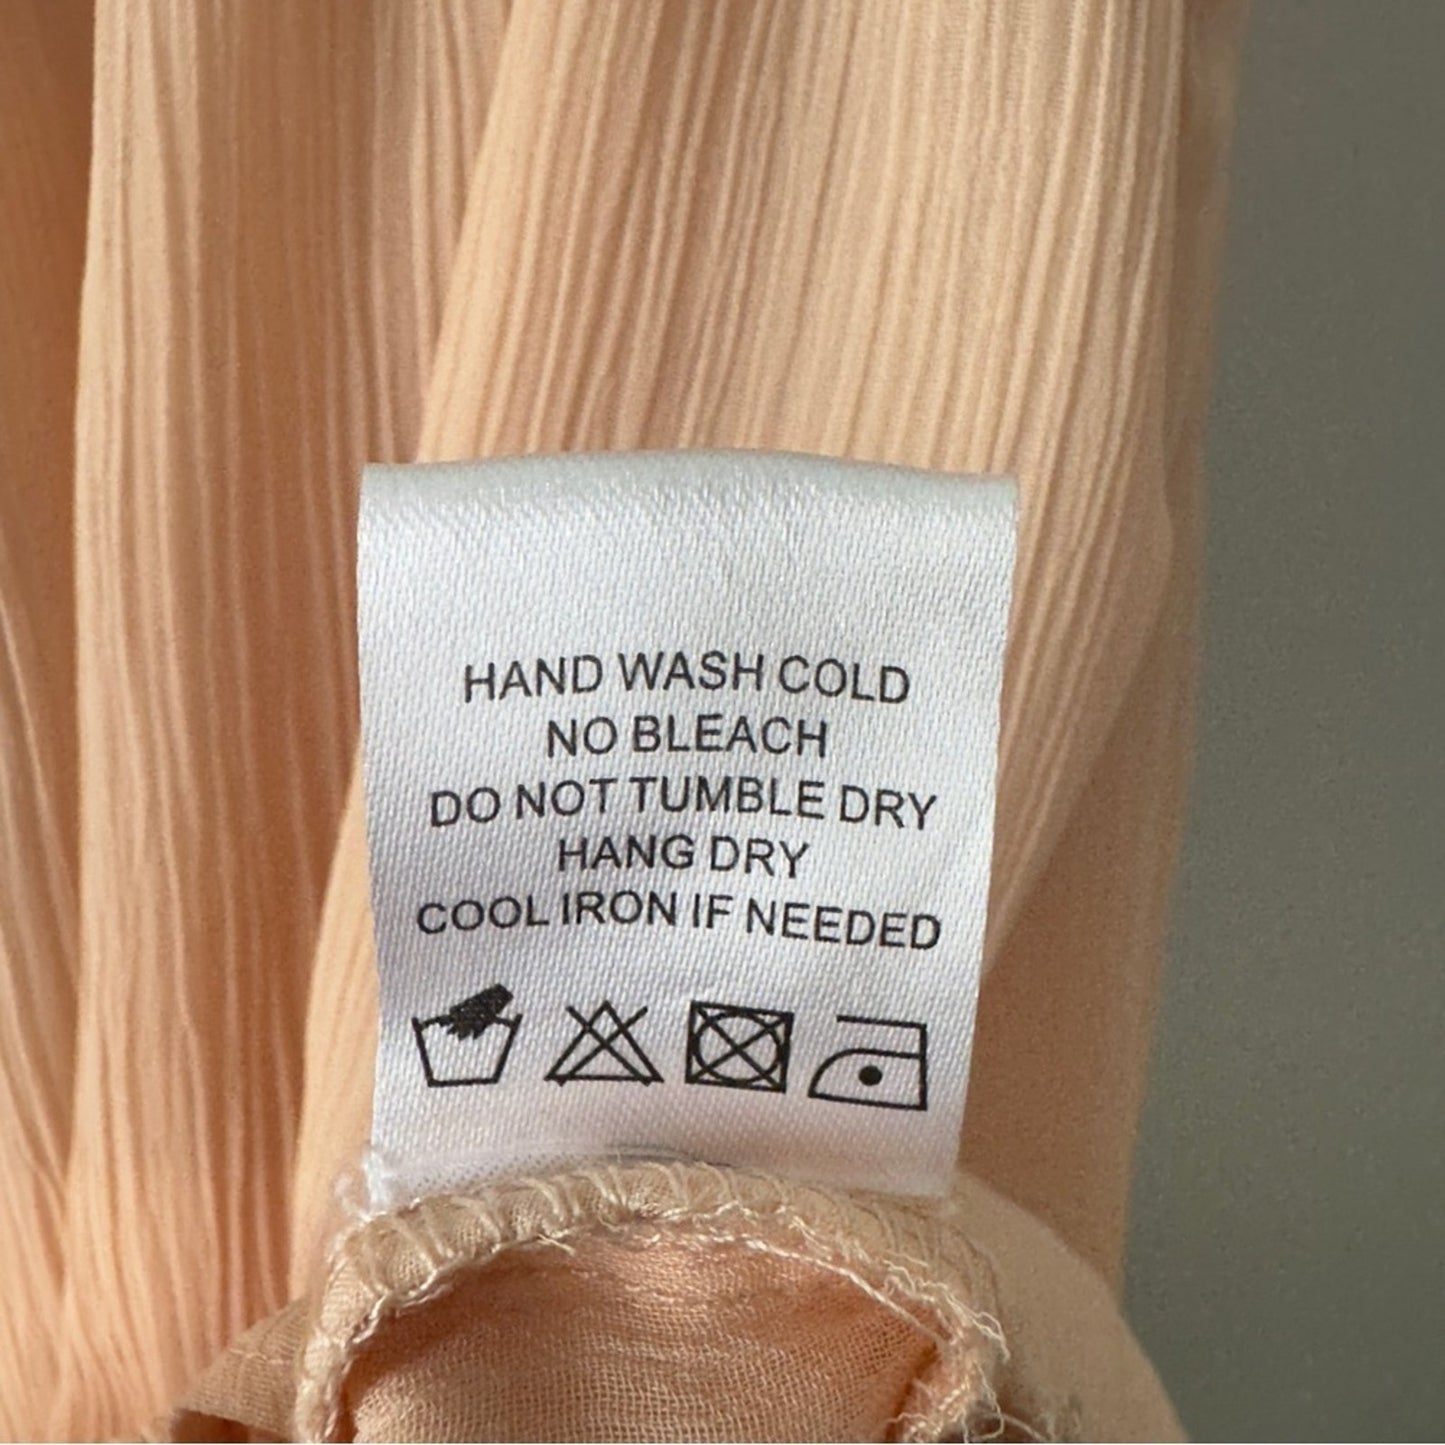 HAND WASH COLD
NO BLEACH
DO NOT TUMBLE DRY
HANG DRY
COOL IRON IF NEEDED